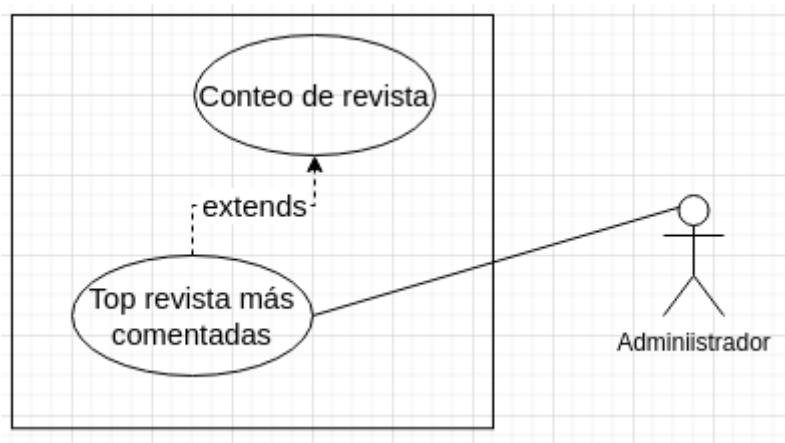 Conteo de revista
extends
Top revista más
comentadas
Adminiistrador